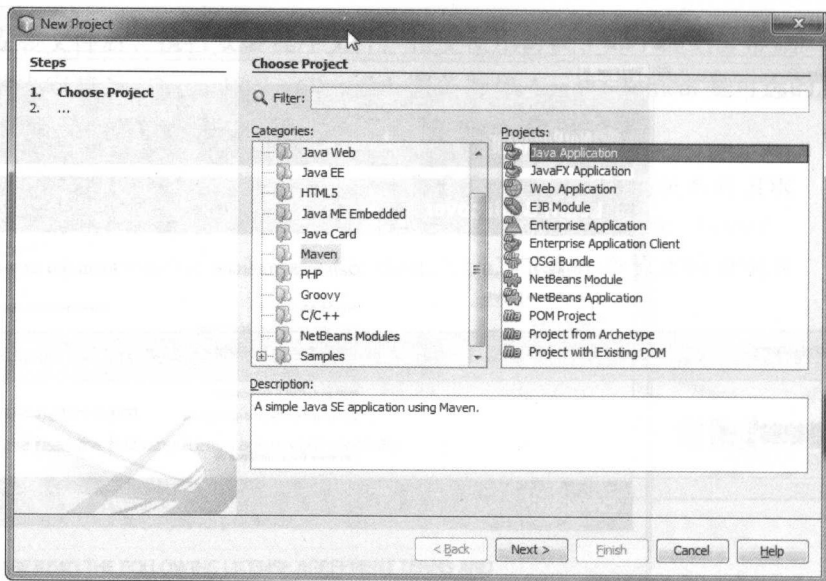 New Project
Steps
1. Choose Project
2. ...
Choose Project
Filter:
Categories:
Java Web
Java EE
HTML5
Java ME Embedded
Java Card
Maven
PHP
Groovy
C/C++
NetBeans Modules
Samples
Projects:
Java Application
JavaFX Application
Web Application
EJB Module
Enterprise Application
Enterprise Application Client
OSGi Bundle
NetBeans Module
NetBeans Application
POM Project
Project from Archetype
Project with Existing POM
Description:
A simple Java SE application using Maven.
< Back
Next >
Finish
Cancel
Help